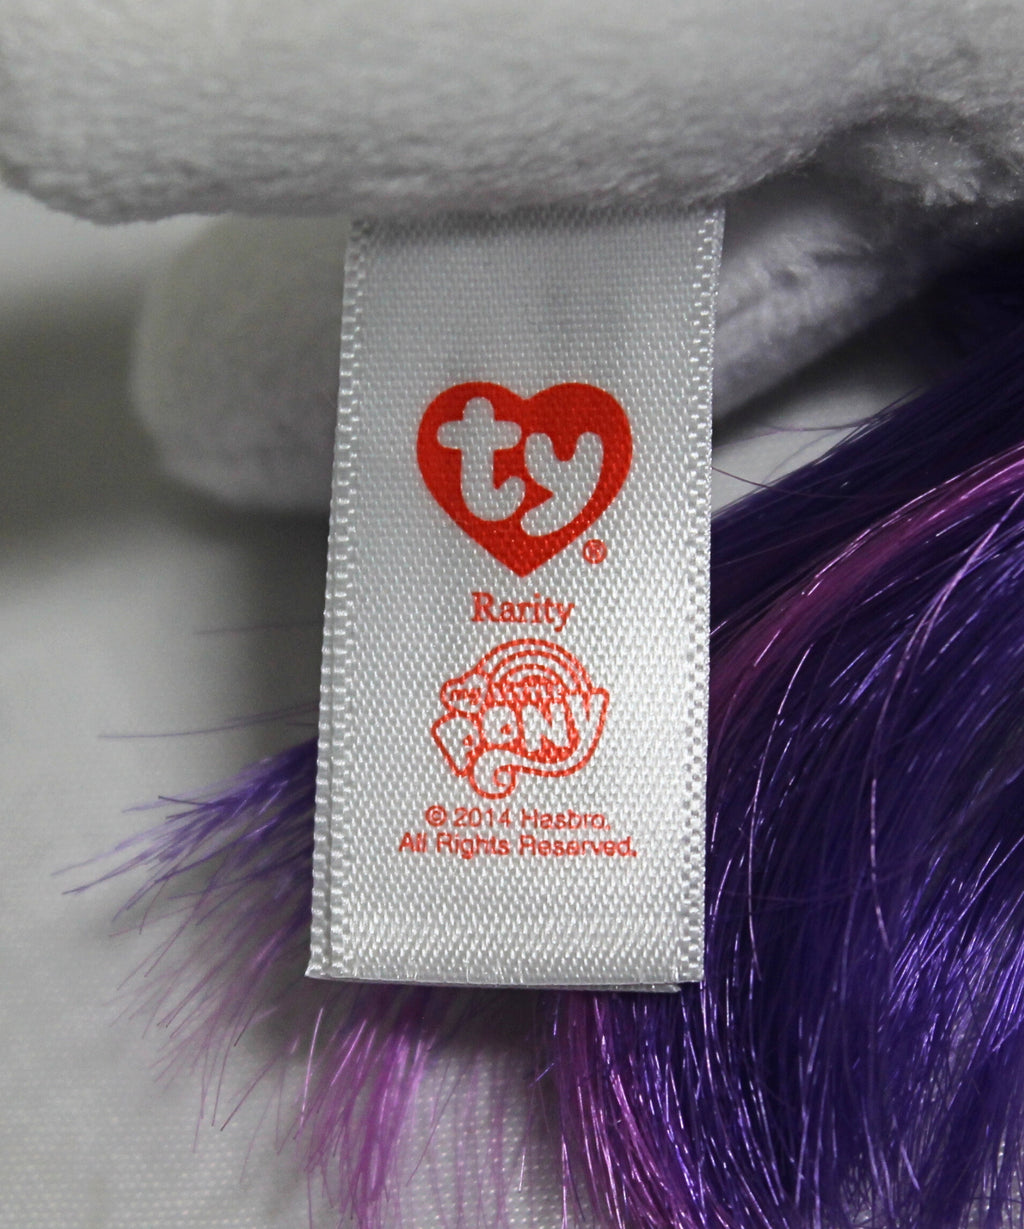 ty
®
Rarity
my little
PONY
© 2014 Hasbro.
All Rights Reserved.